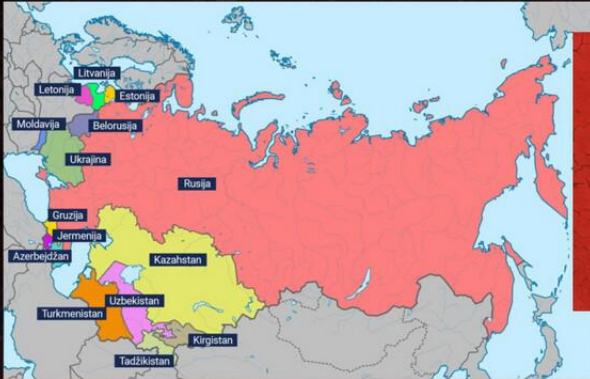 Litvanija
Letonija
Estonija
Moldavija
Belorusija
Ukrajina
Rusija
Gruzija
Jermenija
Azerbejdžan
Kazahstan
Uzbekistan
Turkmenistan
Kirgistan
Tadžikistan